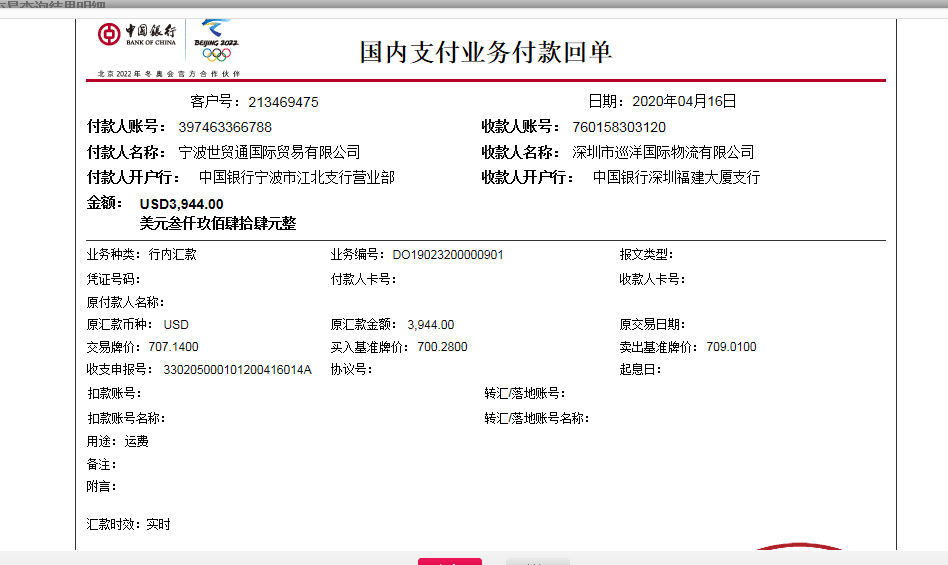 交易查询结果明细
中国银行
BANK OF CHINA
BEIJING 2022
北京2022年冬奥会官方合作伙伴
国内支付业务付款回单
客户号：213469475 日期：2020年04月16日
付款人账号： 397463366788 收款人账号： 760158303120
付款人名称： 宁波世贸通国际贸易有限公司 收款人名称： 深圳市巡洋国际物流有限公司
付款人开户行： 中国银行宁波市江北支行营业部 收款人开户行： 中国银行深圳福建大厦支行
金额： USD3,944.00
美元叁仟玖佰肆拾肆元整
业务种类：行内汇款 业务编号：DO19023200000901 报文类型：
凭证号码： 付款人卡号： 收款人卡号：
原付款人名称：
原汇款币种： USD 原汇款金额： 3,944.00 原交易日期：
交易牌价：707.1400 买入基准牌价：700.2800 卖出基准牌价：709.0100
收支申报号： 330205000101200416014A 协议号： 起息日：
扣款账号： 转汇/落地账号：
扣款账号名称： 转汇/落地账号名称：
用途：运费
备注：
附言：
汇款时效：实时